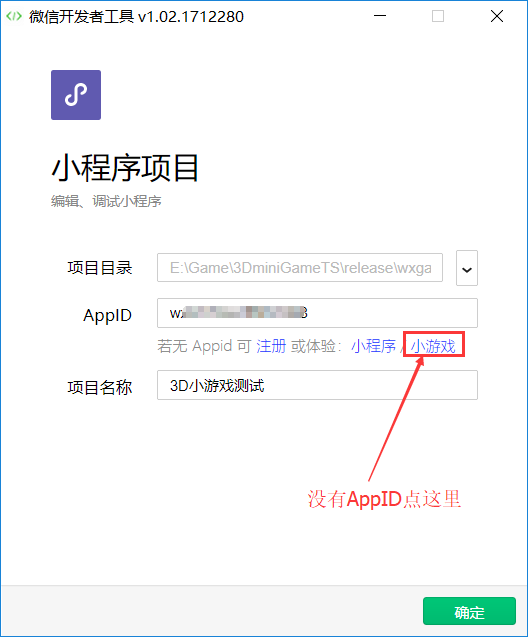 微信开发者工具 v1.02.1712280
小程序项目
编辑、调试小程序
项目目录 E:\Game\3DminiGameTS\release\wxga
AppID
若无 Appid 可 注册 或体验: 小程序 / 小游戏
项目名称 3D小游戏测试
没有AppID点这里
确定